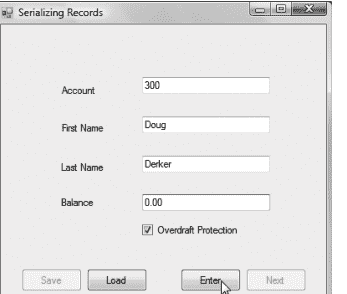 Serializing Records
Account 300
First Name Doug
Last Name Derker
Balance 0.00
Overdraft Protection
Save Load Enter Next